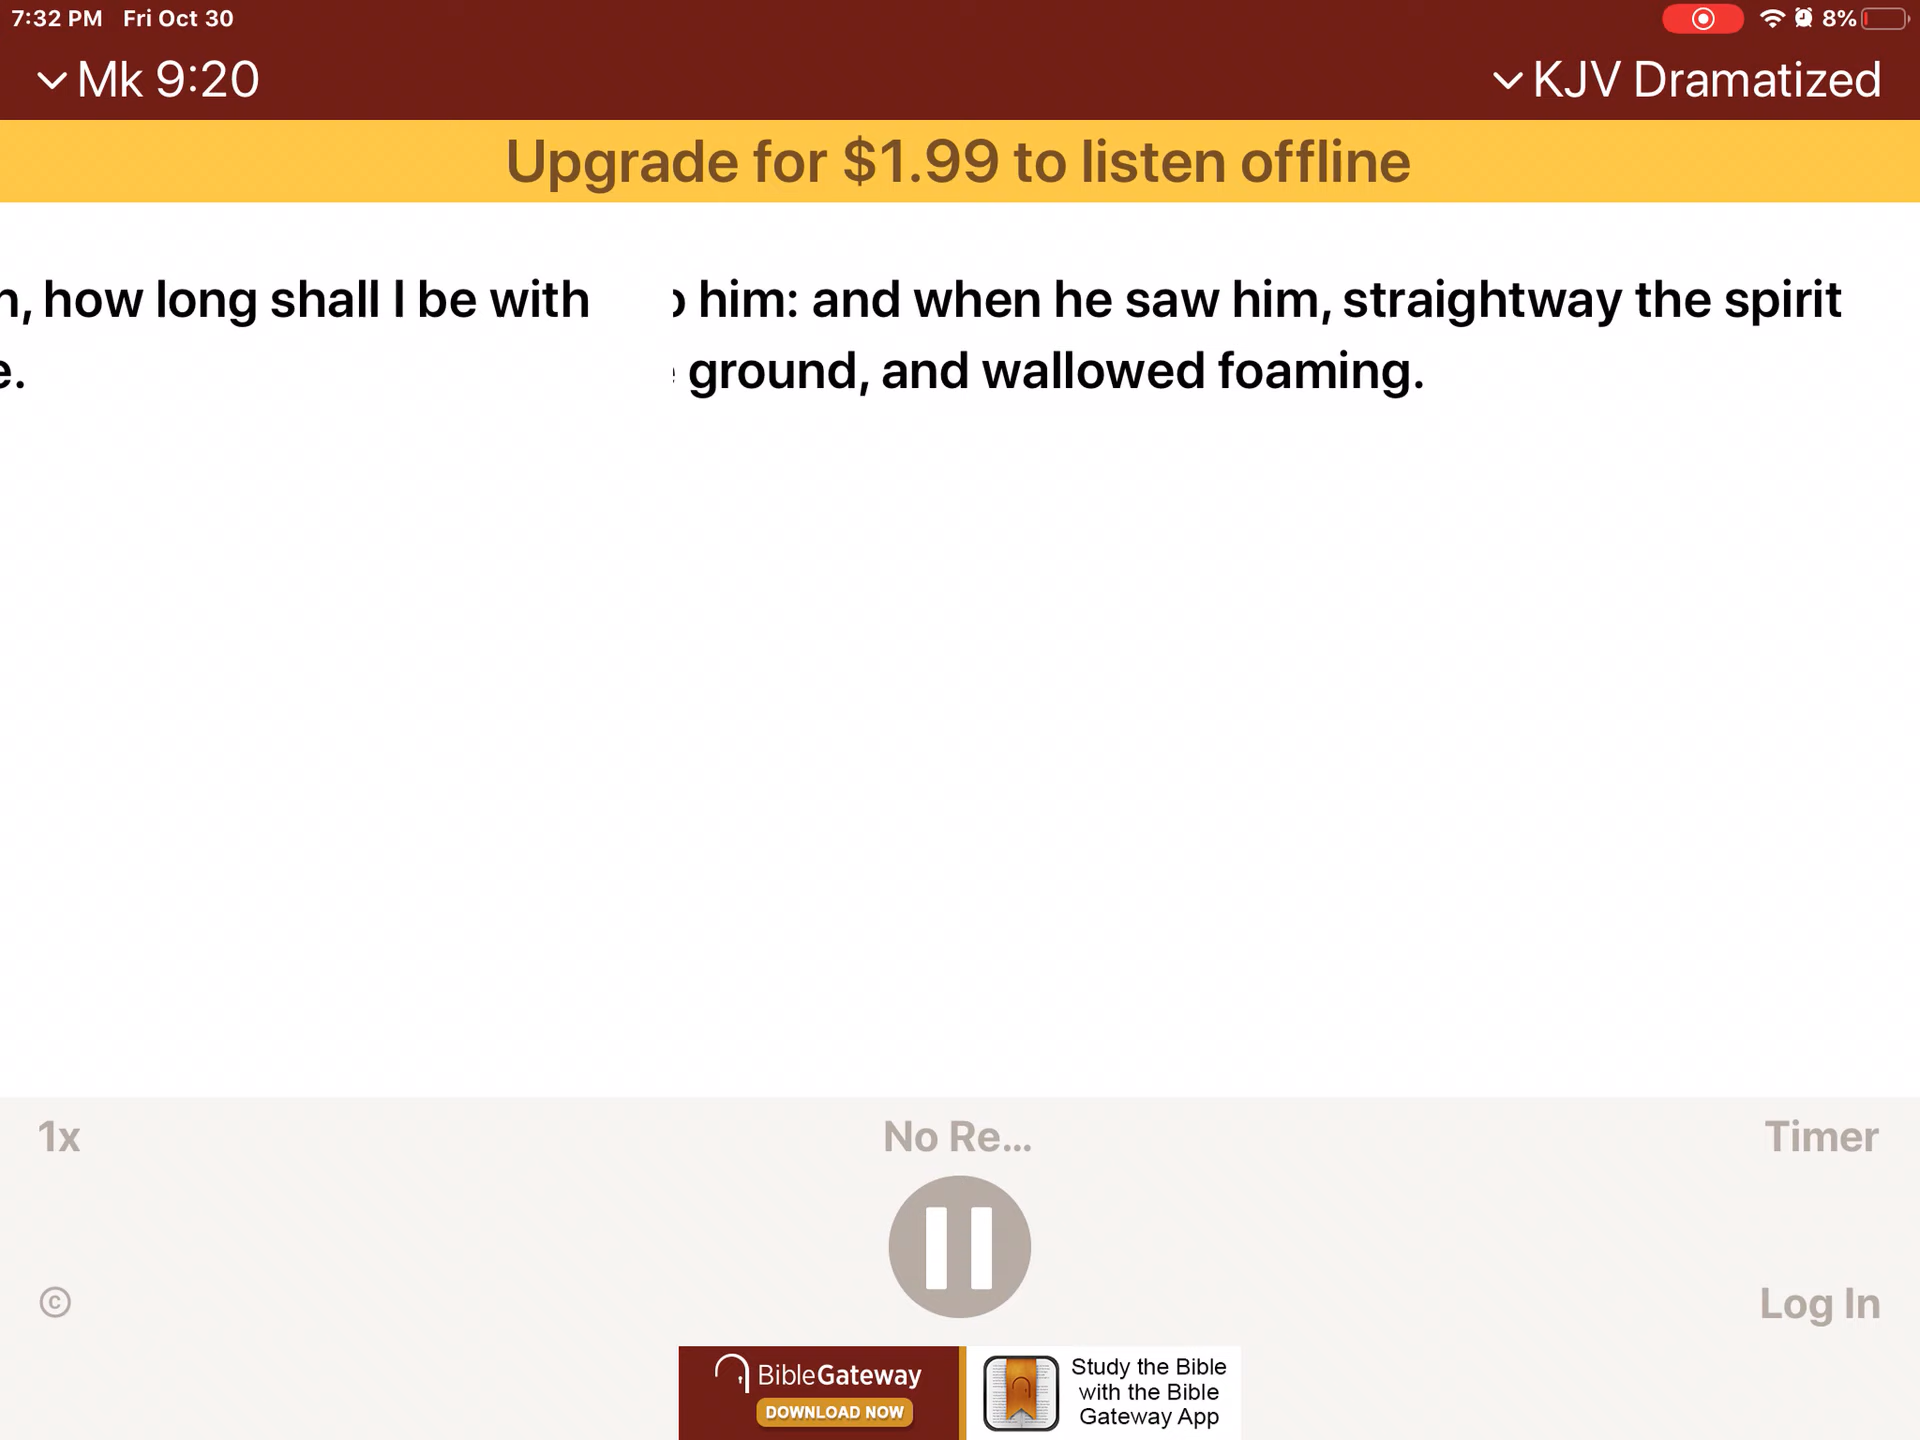 7:32 PM Fri Oct 30 8%
Mk 9:20 KJV Dramatized
Upgrade for $1.99 to listen offline
, how long shall I be with
him: and when he saw him, straightway the spirit
e.
ground, and wallowed foaming.
1x No Re... Timer
© Log In
BibleGateway
DOWNLOAD NOW
Study the Bible
with the Bible
Gateway App